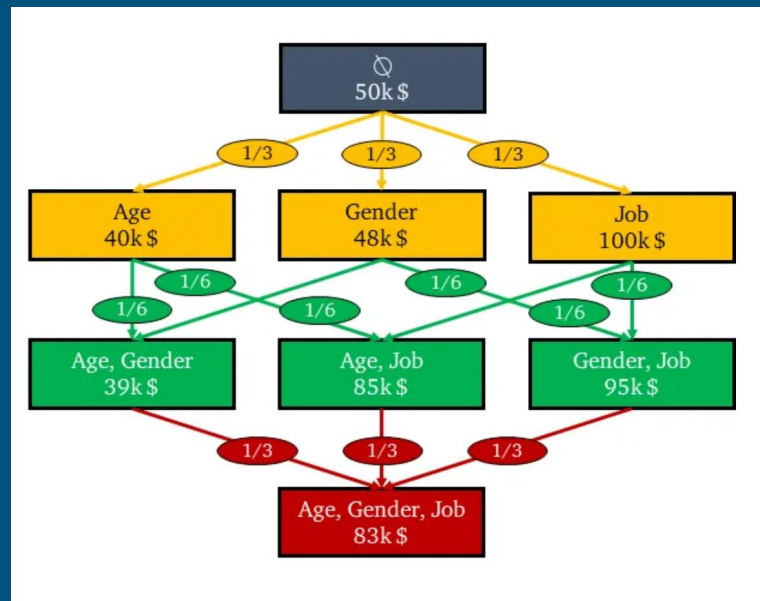 ∅
50k $
1/3
1/3
1/3
Age
40k $
Gender
48k $
Job
100k $
1/6
1/6
1/6
1/6
1/6
1/6
Age, Gender
39k $
Age, Job
85k $
Gender, Job
95k $
1/3
1/3
1/3
Age, Gender, Job
83k $